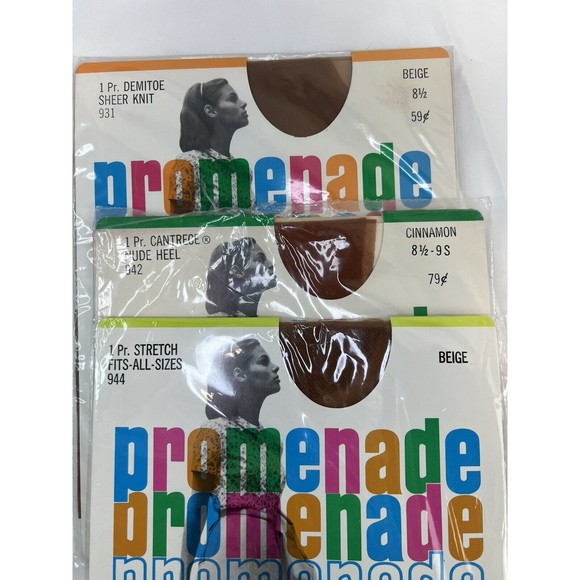 1 Pr. DEMITOE
SHEER KNIT
931
BEIGE
8½
59¢
promenade
1 Pr. CANTRECE®
NUDE HEEL
942
CINNAMON
8½-9 S
79¢
1 Pr. STRETCH
FITS-ALL-SIZES
944
BEIGE
promenade
promenade
promenade